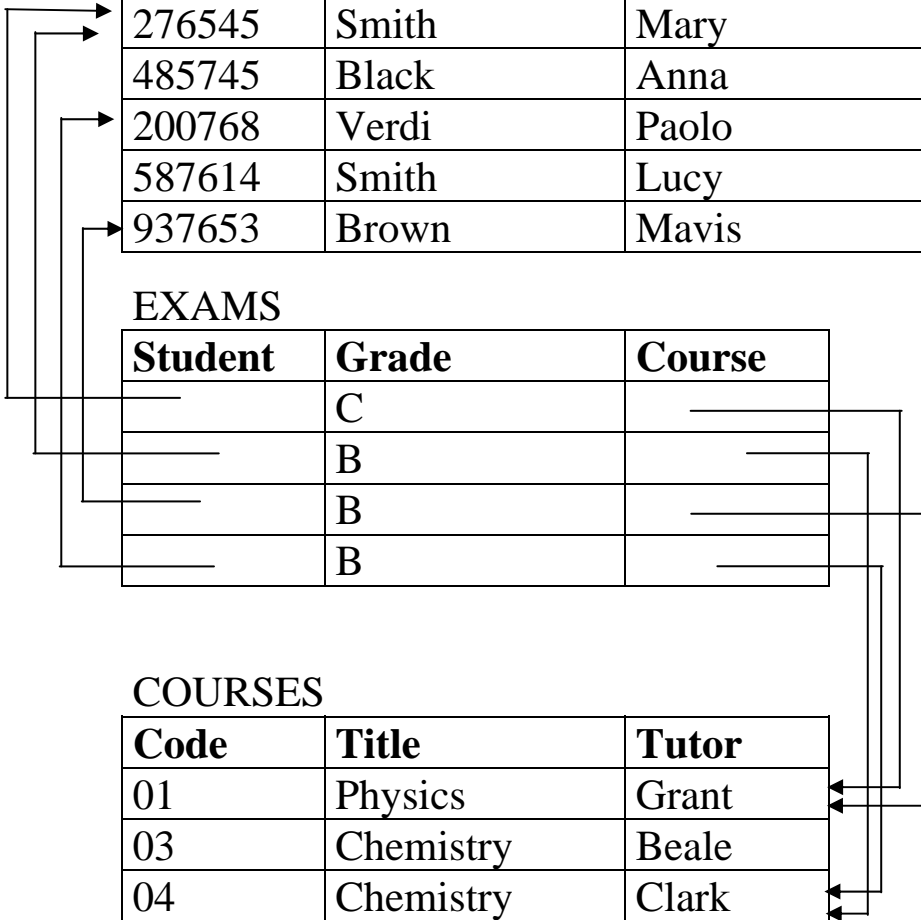 276545 Smith Mary
485745 Black Anna
200768 Verdi Paolo
587614 Smith Lucy
937653 Brown Mavis
EXAMS
Student Grade Course
C
B
B
B
COURSES
Code Title Tutor
01 Physics Grant
03 Chemistry Beale
04 Chemistry Clark